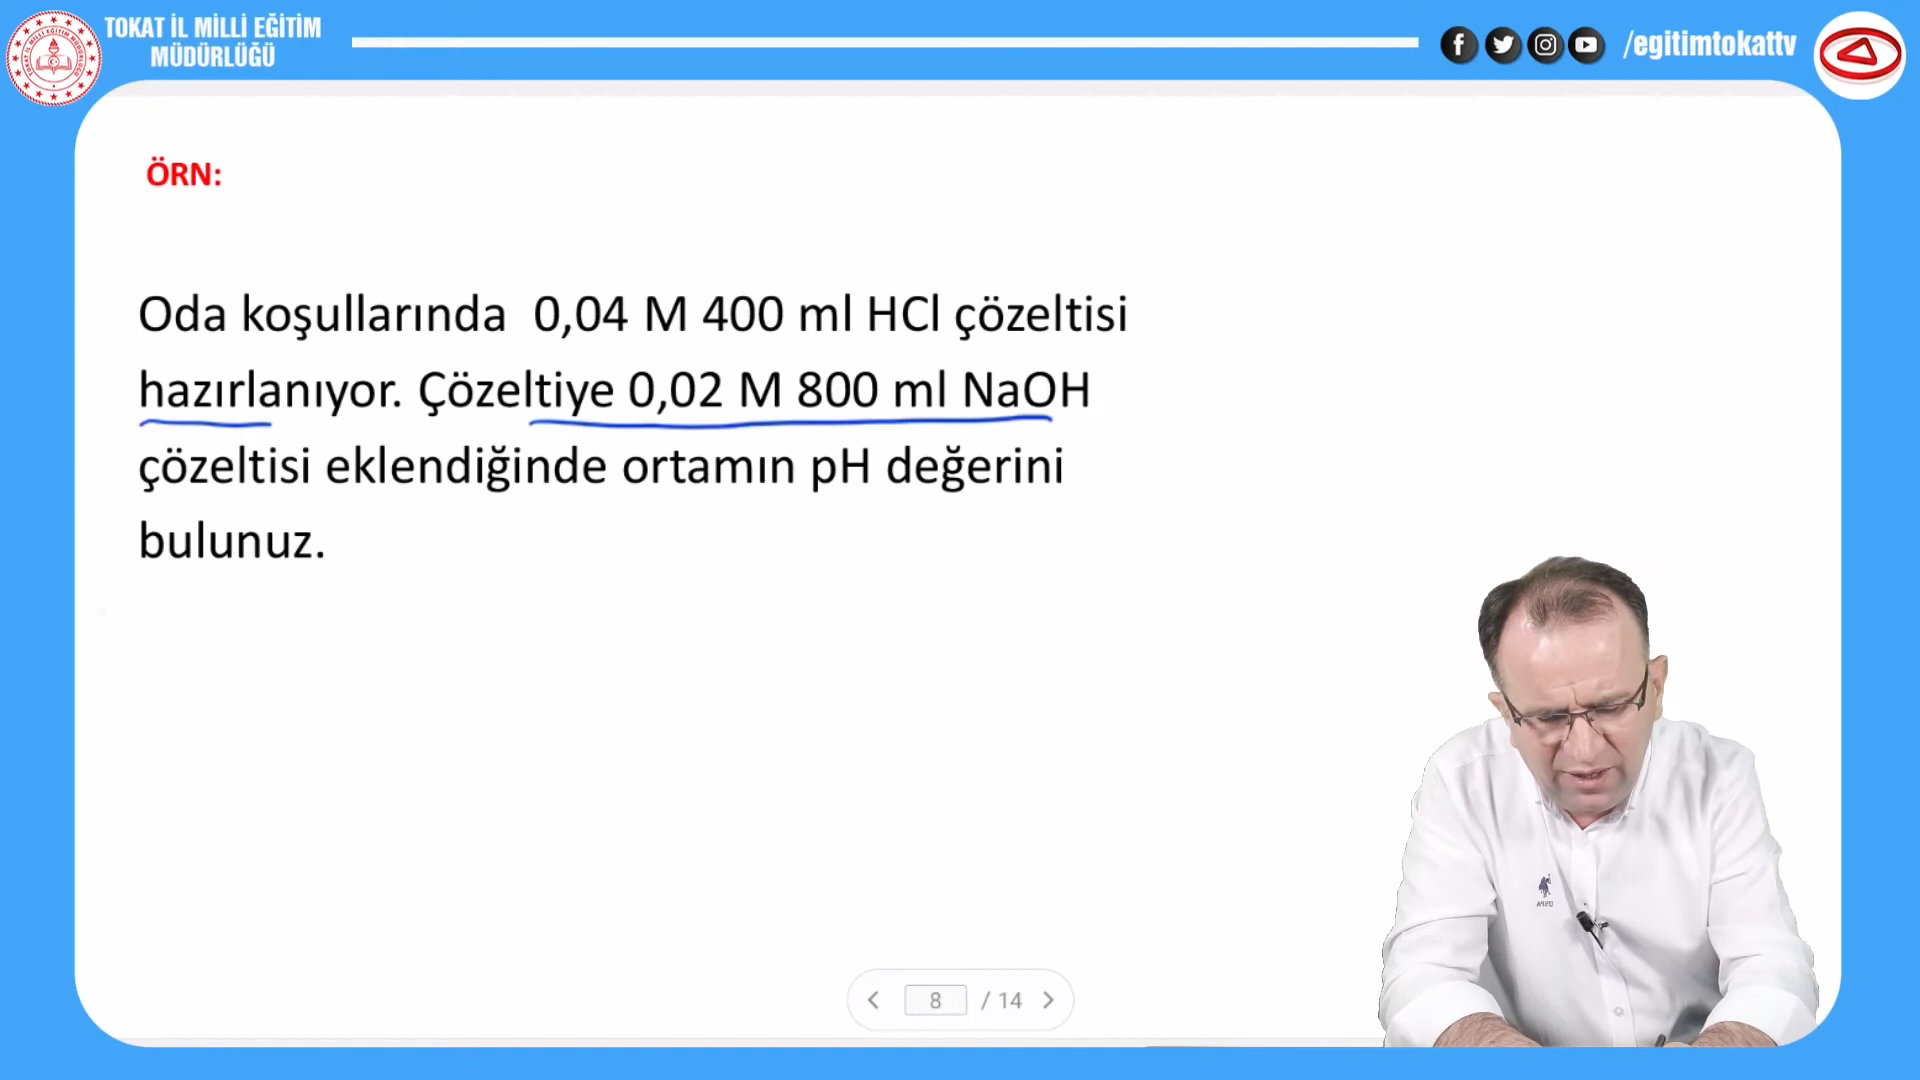 TOKAT İL MİLLİ EĞİTİM
MÜDÜRLÜĞÜ
/egitimtokattv
ÖRN:
Oda koşullarında 0,04 M 400 ml HCl çözeltisi
hazırlanıyor. Çözeltiye 0,02 M 800 ml NaOH
çözeltisi eklendiğinde ortamın pH değerini
bulunuz.
8 / 14